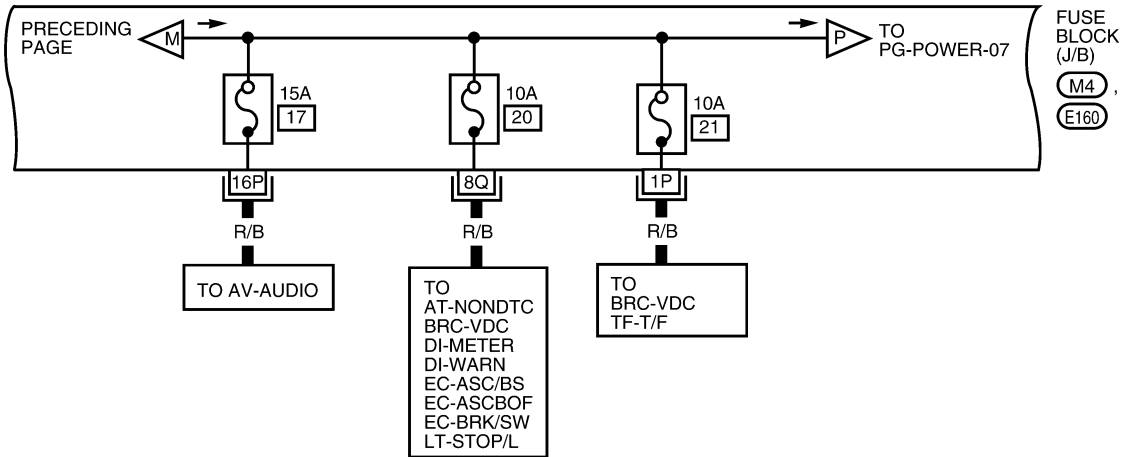 PRECEDING
PAGE
M
P
TO
PG-POWER-07
FUSE
BLOCK
(J/B)
M4 ,
E160
15A
17
10A
20
10A
21
16P
8Q
1P
R/B
R/B
R/B
TO AV-AUDIO
TO
AT-NONDTC
BRC-VDC
DI-METER
DI-WARN
EC-ASC/BS
EC-ASCBOF
EC-BRK/SW
LT-STOP/L
TO
BRC-VDC
TF-T/F